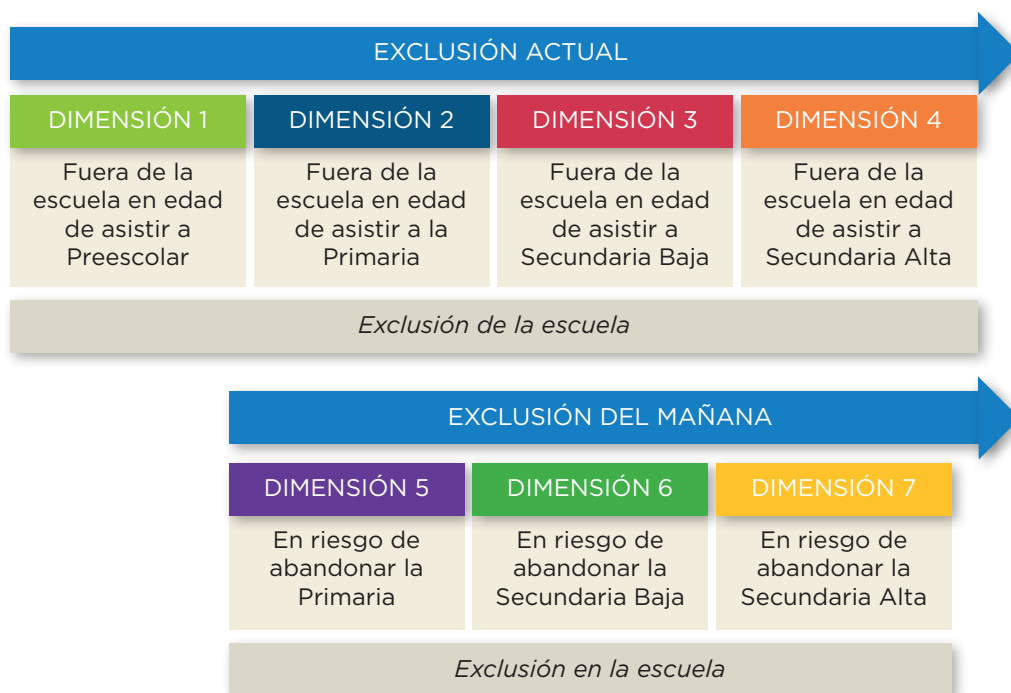 EXCLUSIÓN ACTUAL
DIMENSIÓN 1
Fuera de la
escuela en edad
de asistir a
Preescolar
DIMENSIÓN 2
Fuera de la
escuela en edad
de asistir a la
Primaria
DIMENSIÓN 3
Fuera de la
escuela en edad
de asistir a
Secundaria Baja
DIMENSIÓN 4
Fuera de la
escuela en edad
de asistir a
Secundaria Alta
Exclusión de la escuela
EXCLUSIÓN DEL MAÑANA
DIMENSIÓN 5
En riesgo de
abandonar la
Primaria
DIMENSIÓN 6
En riesgo de
abandonar la
Secundaria Baja
DIMENSIÓN 7
En riesgo de
abandonar la
Secundaria Alta
Exclusión en la escuela